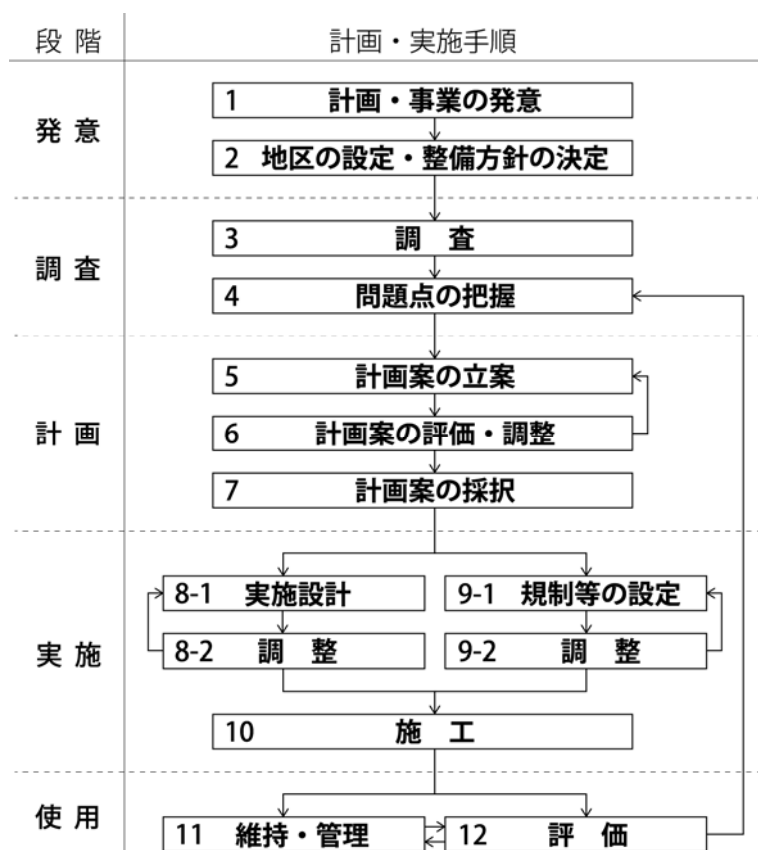 段階 計画・実施手順
発意
1 計画・事業の発意
2 地区の設定・整備方針の決定
調査
3 調査
4 問題点の把握
計画
5 計画案の立案
6 計画案の評価・調整
7 計画案の採択
実施
8-1 実施設計 9-1 規制等の設定
8-2 調整 9-2 調整
10 施工
使用
11 維持・管理 12 評価